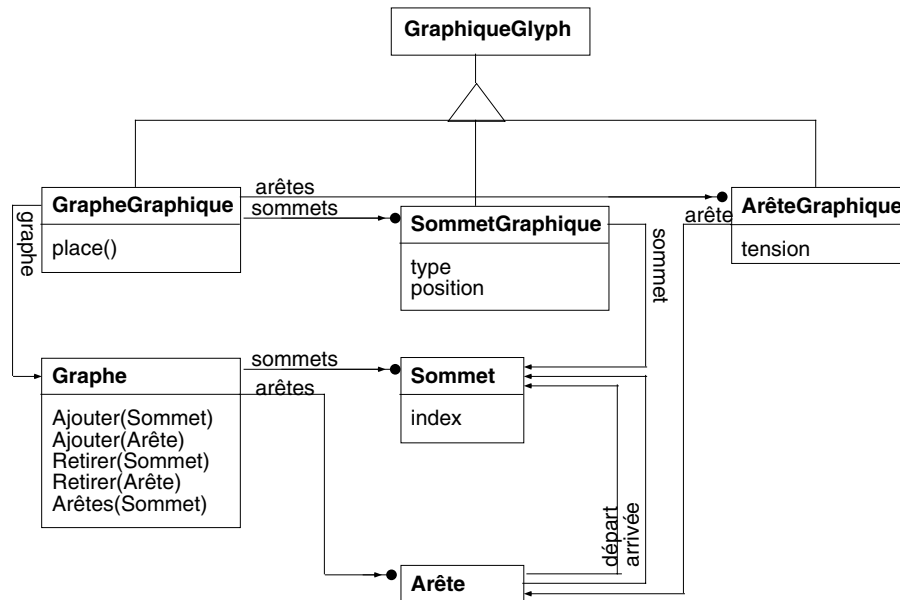 GraphiqueGlyph
GrapheGraphique
place()
graphe
arêtes
sommets
SommetGraphique
type
position
sommet
arête
ArêteGraphique
tension
Graphe
Ajouter(Sommet)
Ajouter(Arête)
Retirer(Sommet)
Retirer(Arête)
Arêtes(Sommet)
sommets
arêtes
Sommet
index
départ
arrivée
Arête